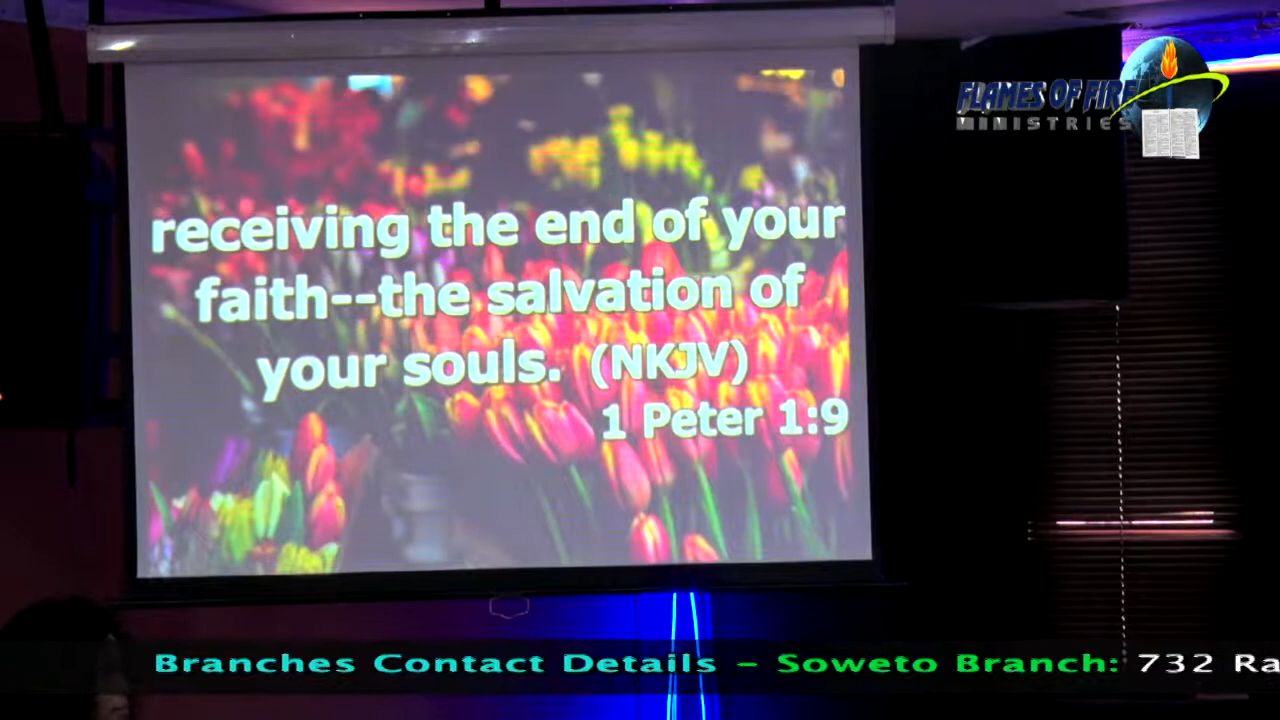 FLAMES OF FIRE
MINISTRIES
receiving the end of your
faith--the salvation of
your souls. (NKJV)
1 Peter 1:9
Branches Contact Details – Soweto Branch: 732 Ra